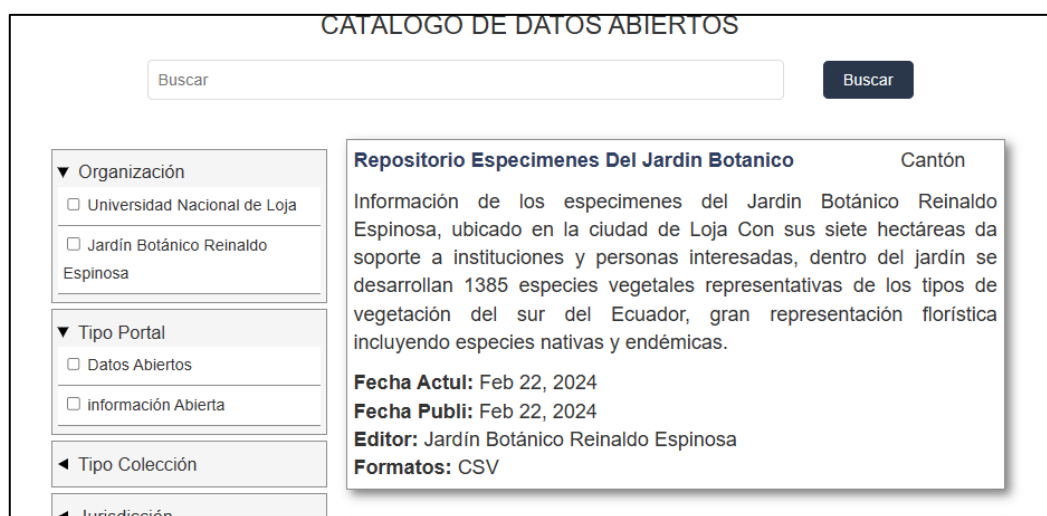 CATALOGO DE DATOS ABIERTOS
Buscar
Buscar
Organización
Universidad Nacional de Loja
Jardín Botánico Reinaldo
Espinosa
Tipo Portal
Datos Abiertos
información Abierta
Tipo Colección
Jurisdicción
Repositorio Especimenes Del Jardin Botanico
Cantón
Información de los especimenes del Jardin Botánico Reinaldo
Espinosa, ubicado en la ciudad de Loja Con sus siete hectáreas da
soporte a instituciones y personas interesadas, dentro del jardín se
desarrollan 1385 especies vegetales representativas de los tipos de
vegetación del sur del Ecuador, gran representación florística
incluyendo especies nativas y endémicas.
Fecha Actul: Feb 22, 2024
Fecha Publi: Feb 22, 2024
Editor: Jardín Botánico Reinaldo Espinosa
Formatos: CSV